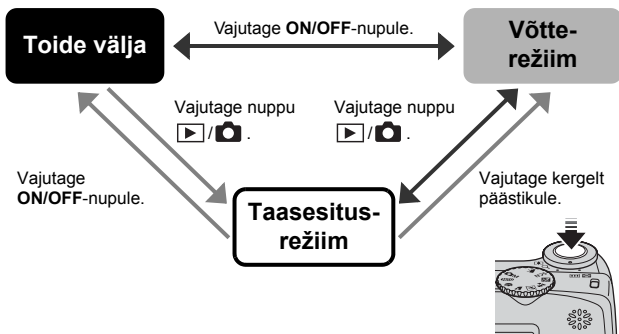 Toide välja
Vajutage ON/OFF-nupule.
Võtte-
režiim
Vajutage nuppu
/ .
Vajutage nuppu
/ .
Vajutage
ON/OFF-nupule.
Taasesitus-
režiim
Vajutage kergelt
päästikule.